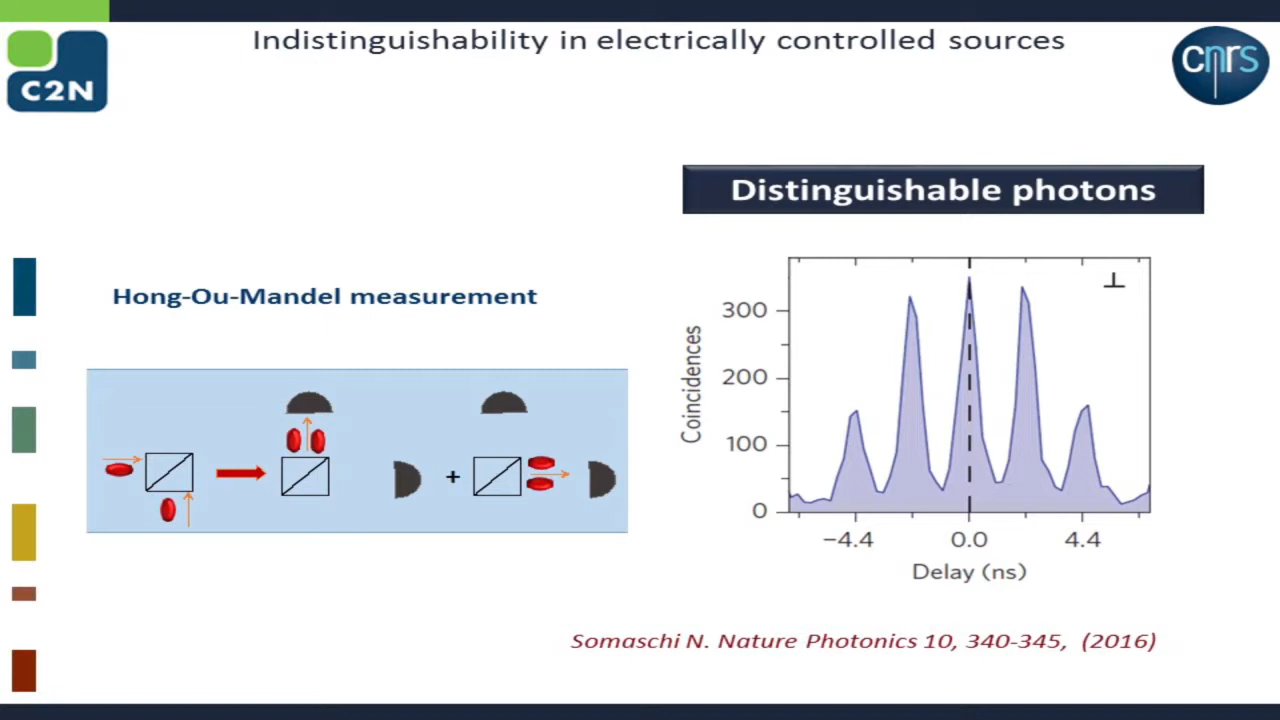 Indistinguishability in electrically controlled sources
C2N
cnrs
Distinguishable photons
Hong-Ou-Mandel measurement
+
Coincidences
300
200
100
0
⊥
−4.4
0.0
4.4
Delay (ns)
Somaschi N. Nature Photonics 10, 340-345, (2016)